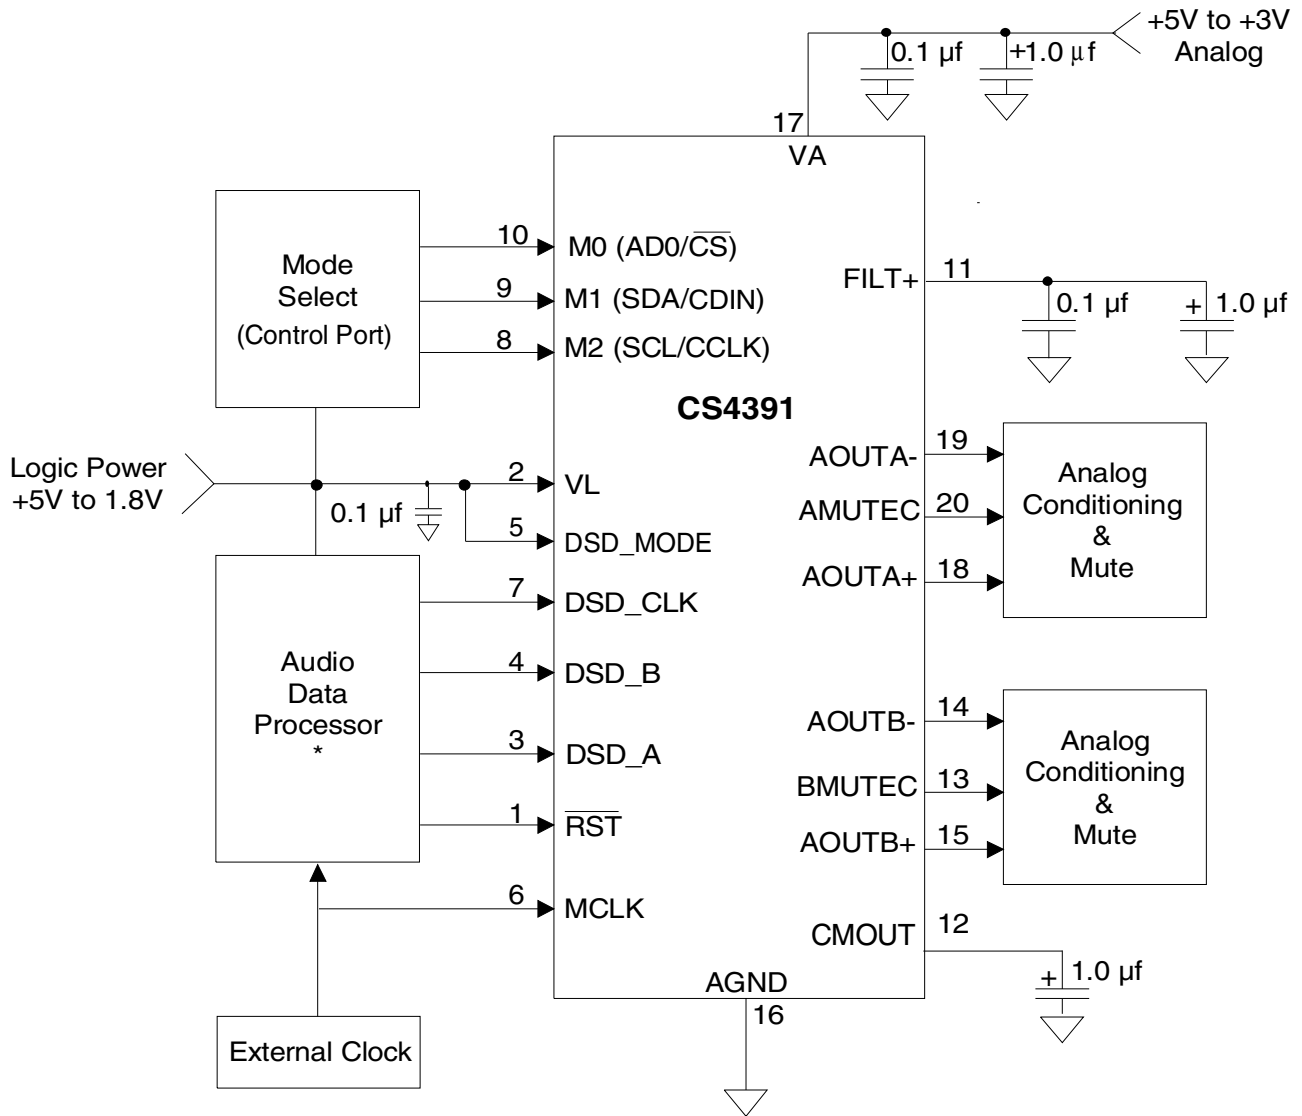 +5V to +3V
Analog
0.1 µf
+
1.0 µf
17
VA
Mode
Select
(Control Port)
10
M0 (AD0/C̅S̅)
9
M1 (SDA/CDIN)
8
M2 (SCL/CCLK)
FILT+
11
0.1 µf
+
1.0 µf
CS4391
Logic Power
+5V to 1.8V
0.1 µf
2
VL
5
DSD_MODE
AOUTA-
19
AMUTEC
20
AOUTA+
18
Analog
Conditioning
&
Mute
Audio
Data
Processor
*
7
DSD_CLK
4
DSD_B
3
DSD_A
1
R̅S̅T̅
6
MCLK
AOUTB-
14
BMUTEC
13
AOUTB+
15
Analog
Conditioning
&
Mute
CMOUT
12
+
1.0 µf
AGND
16
External Clock